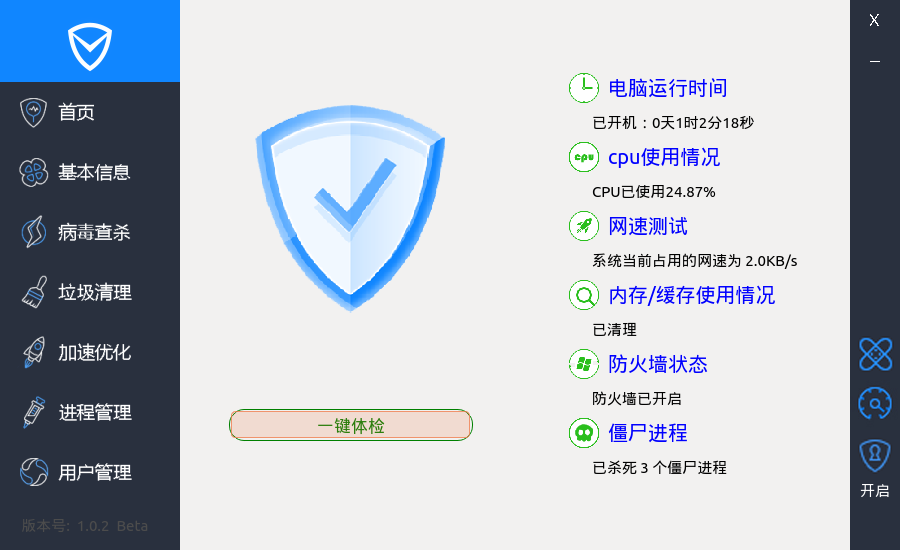 首页
基本信息
病毒查杀
垃圾清理
加速优化
进程管理
用户管理
版本号: 1.0.2 Beta
一键体检
电脑运行时间
已开机：0天1时2分18秒
cpu
cpu使用情况
CPU已使用24.87%
网速测试
系统当前占用的网速为 2.0KB/s
内存/缓存使用情况
已清理
防火墙状态
防火墙已开启
僵尸进程
已杀死 3 个僵尸进程
X
开启